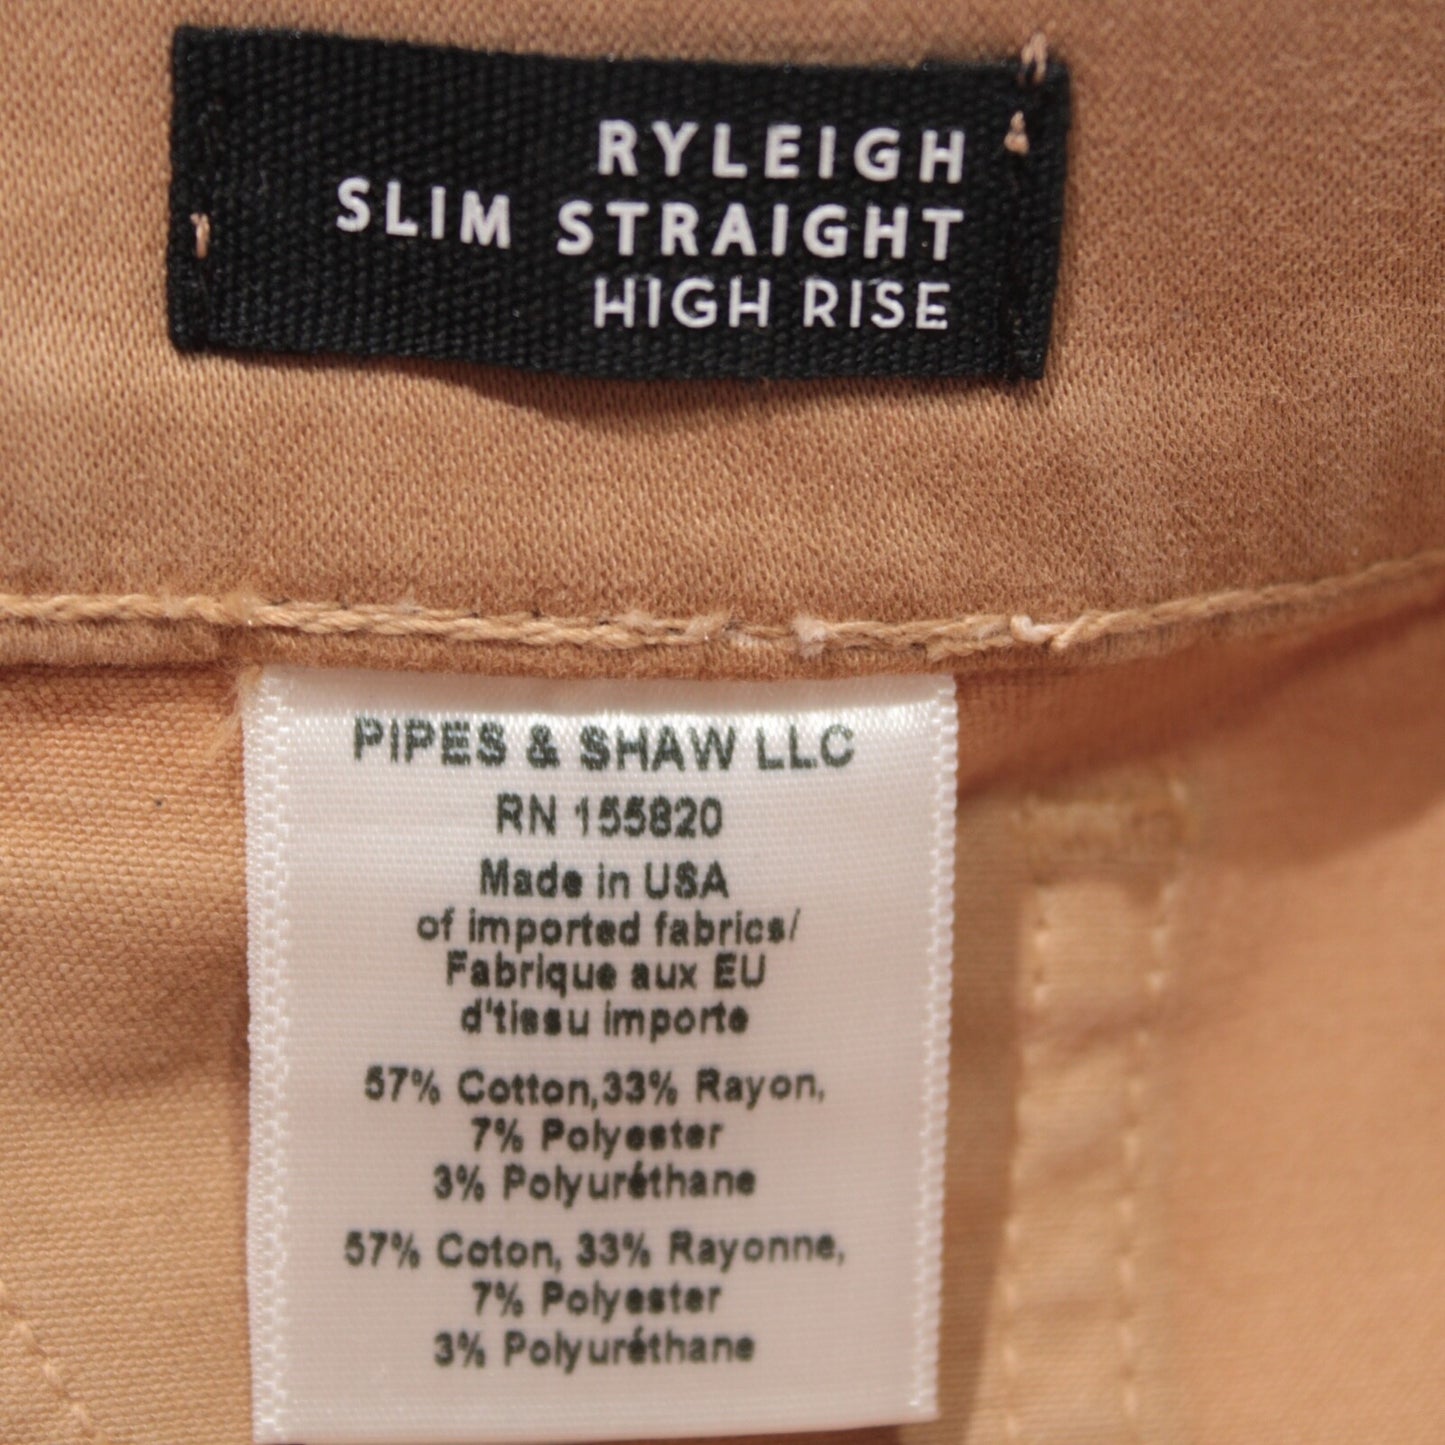 RYLEIGH
SLIM STRAIGHT
HIGH RISE
PIPES & SHAW LLC
RN 155820
Made in USA
of imported fabrics/
Fabrique aux EU
d'tissu importe
57% Cotton,33% Rayon,
7% Polyester
3% Polyuréthane
57% Coton, 33% Rayonne,
7% Polyester
3% Polyuréthane